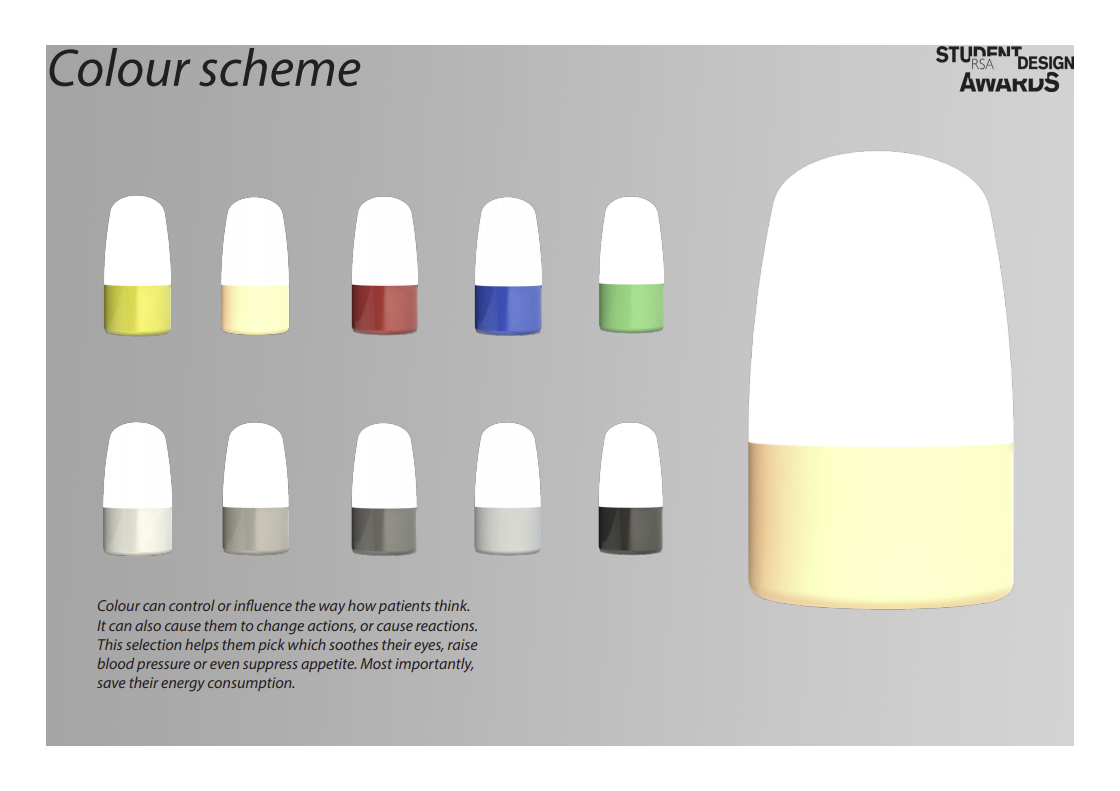 Colour scheme
STUDENT
RSA DESIGN
AWARDS
Colour can control or influence the way how patients think.
It can also cause them to change actions, or cause reactions.
This selection helps them pick which soothes their eyes, raise
blood pressure or even suppress appetite. Most importantly,
save their energy consumption.